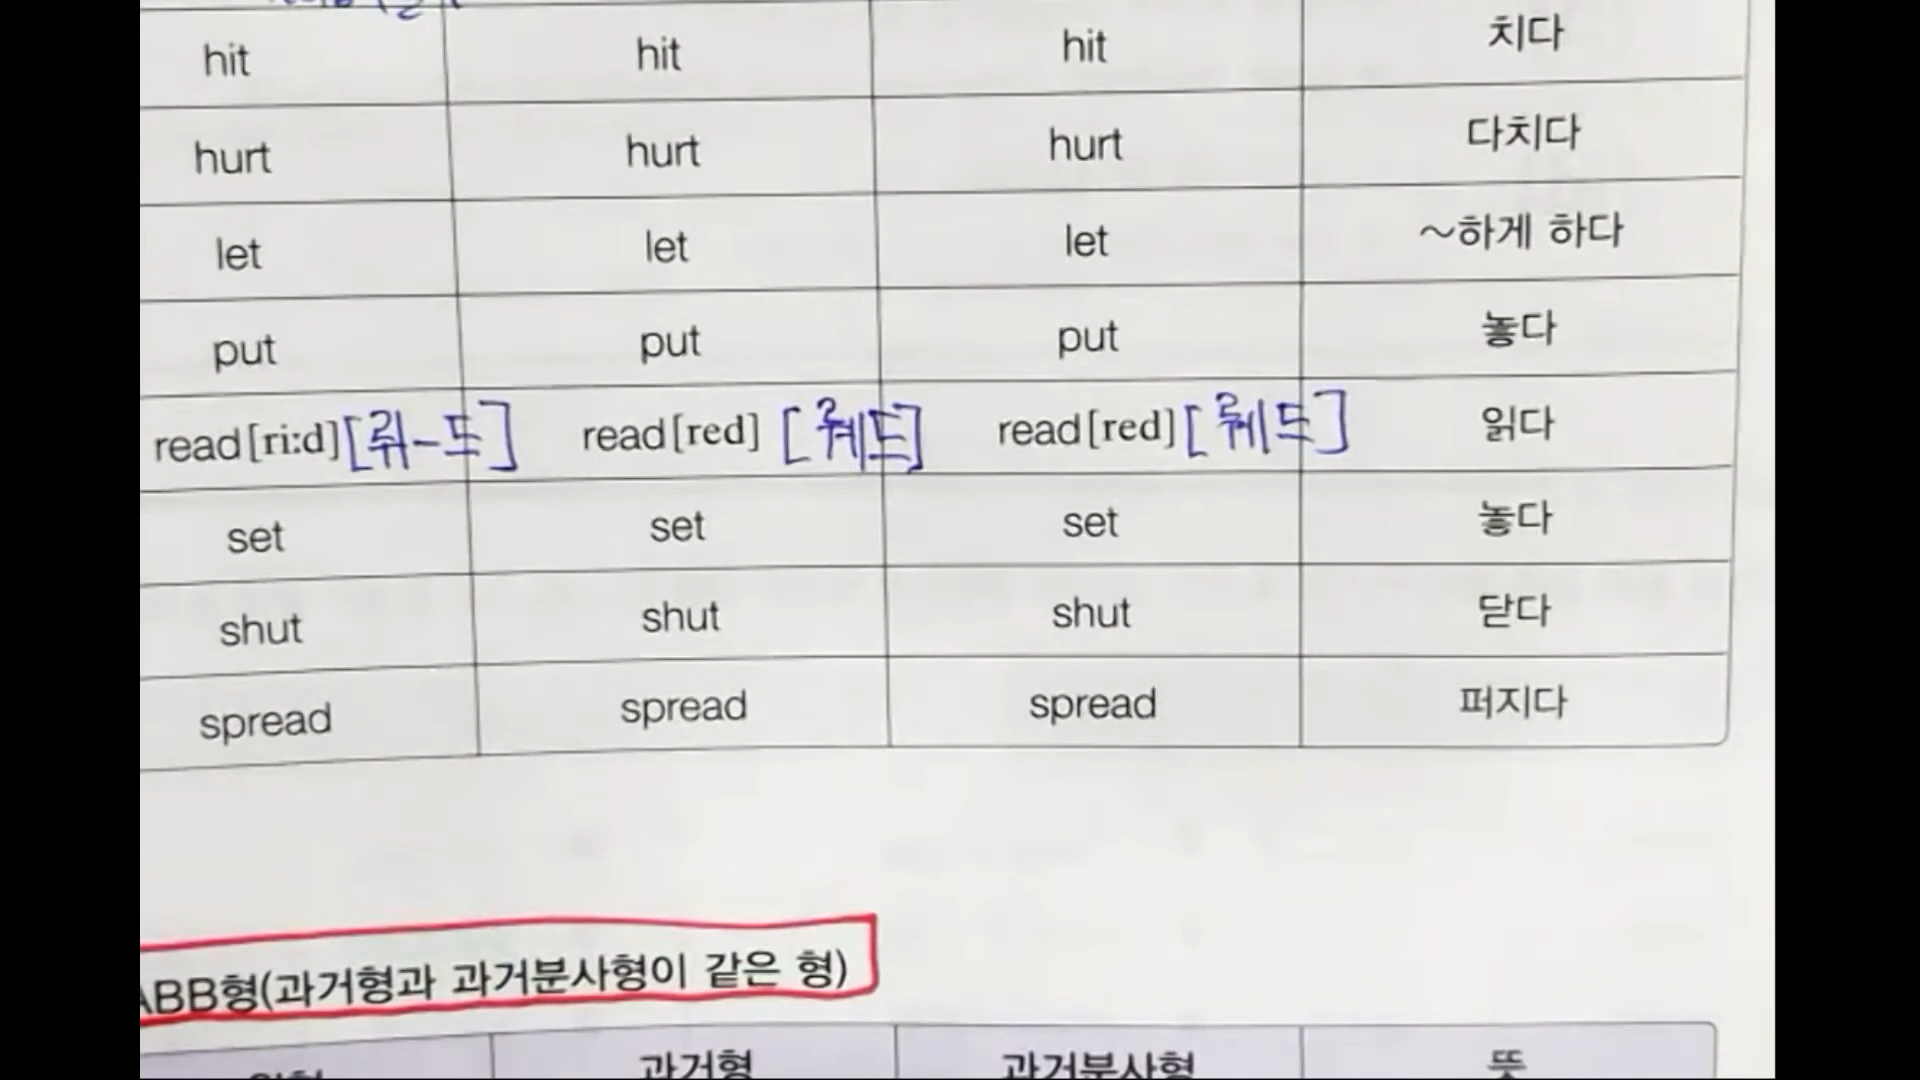 hit hit hit 치다
hurt hurt hurt 다치다
let let let ~하게 하다
put put put 놓다
read[ri:d][뤼-드] read[red] [뤠드] read[red][뤠드] 읽다
set set set 놓다
shut shut shut 닫다
spread spread spread 퍼지다
ABB형(과거형과 과거분사형이 같은 형)
과거형 과거분사형 뜻